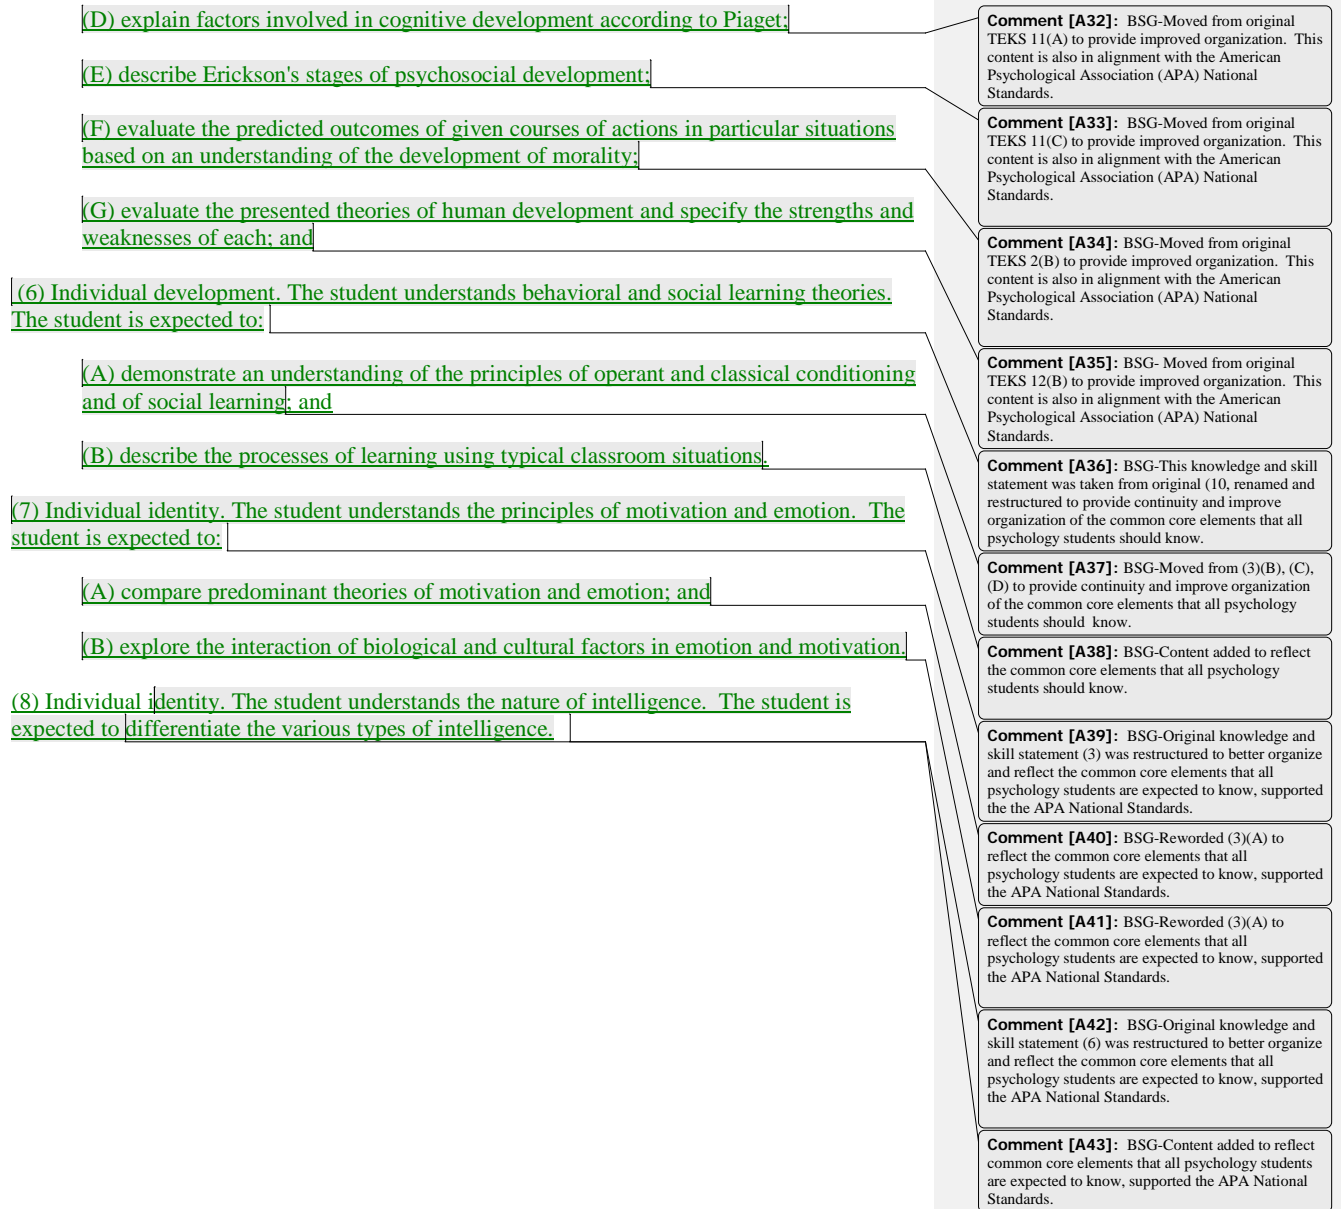 (D) explain factors involved in cognitive development according to Piaget;
(E) describe Erickson's stages of psychosocial development;
(F) evaluate the predicted outcomes of given courses of actions in particular situations
based on an understanding of the development of morality;
(G) evaluate the presented theories of human development and specify the strengths and
weaknesses of each; and
(6) Individual development. The student understands behavioral and social learning theories.
The student is expected to:
(A) demonstrate an understanding of the principles of operant and classical conditioning
and of social learning; and
(B) describe the processes of learning using typical classroom situations.
(7) Individual identity. The student understands the principles of motivation and emotion.  The
student is expected to:
(A) compare predominant theories of motivation and emotion; and
(B) explore the interaction of biological and cultural factors in emotion and motivation.
(8) Individual identity. The student understands the nature of intelligence.  The student is
expected to differentiate the various types of intelligence.
Comment [A32]:  BSG-Moved from original
TEKS 11(A) to provide improved organization.  This
content is also in alignment with the American
Psychological Association (APA) National
Standards.
Comment [A33]:  BSG-Moved from original
TEKS 11(C) to provide improved organization.  This
content is also in alignment with the American
Psychological Association (APA) National
Standards.
Comment [A34]: BSG-Moved from original
TEKS 2(B) to provide improved organization.  This
content is also in alignment with the American
Psychological Association (APA) National
Standards.
Comment [A35]: BSG- Moved from original
TEKS 12(B) to provide improved organization.  This
content is also in alignment with the American
Psychological Association (APA) National
Standards.
Comment [A36]:  BSG-This knowledge and skill
statement was taken from original (10, renamed and
restructured to provide continuity and improve
organization of the common core elements that all
psychology students should know.
Comment [A37]:  BSG-Moved from (3)(B), (C),
(D) to provide continuity and improve organization
of the common core elements that all psychology
students should  know.
Comment [A38]:  BSG-Content added to reflect
the common core elements that all psychology
students should know.
Comment [A39]:  BSG-Original knowledge and
skill statement (3) was restructured to better organize
and reflect the common core elements that all
psychology students are expected to know, supported
the the APA National Standards.
Comment [A40]: BSG-Reworded (3)(A) to
reflect the common core elements that all
psychology students are expected to know, supported
the APA National Standards.
Comment [A41]: BSG-Reworded (3)(A) to
reflect the common core elements that all
psychology students are expected to know, supported
the APA National Standards.
Comment [A42]:  BSG-Original knowledge and
skill statement (6) was restructured to better organize
and reflect the common core elements that all
psychology students are expected to know, supported
the APA National Standards.
Comment [A43]:  BSG-Content added to reflect
common core elements that all psychology students
are expected to know, supported the APA National
Standards.